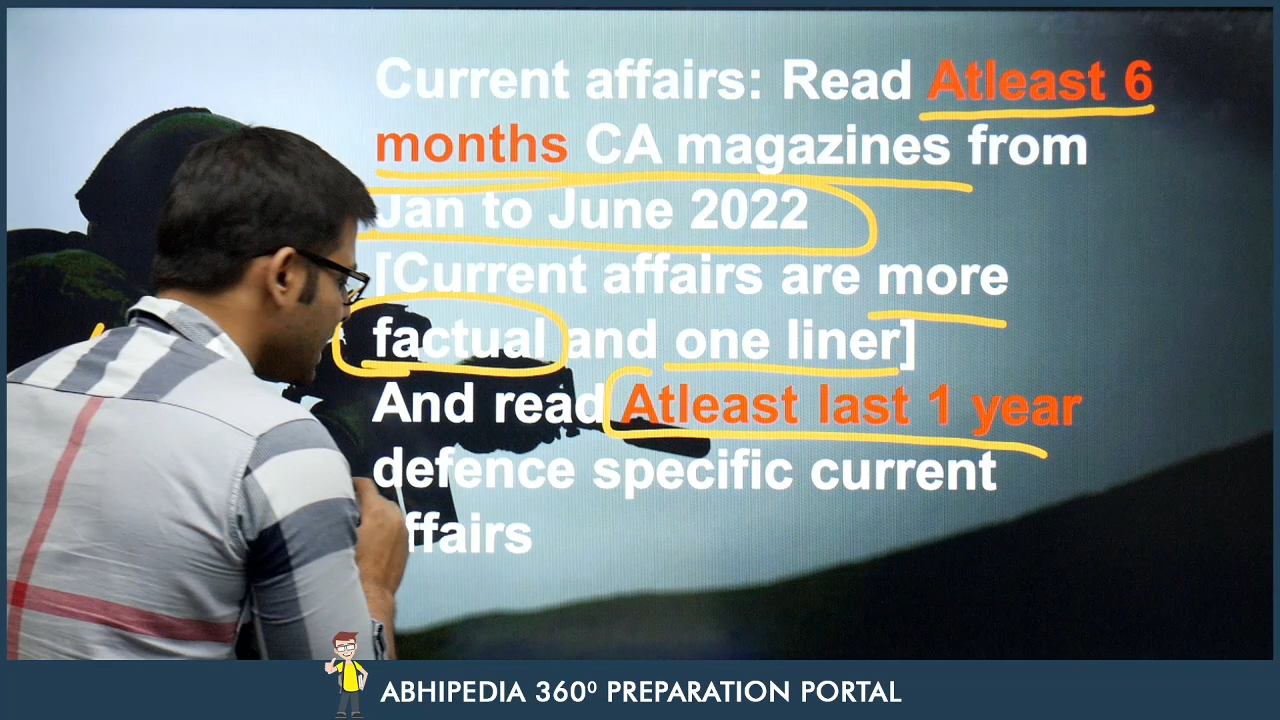 Current affairs: Read Atleast 6
months CA magazines from
Jan to June 2022
[Current affairs are more
factual and one liner]
And read Atleast last 1 year
defence specific current
affairs
ABHIPEDIA 360⁰ PREPARATION PORTAL